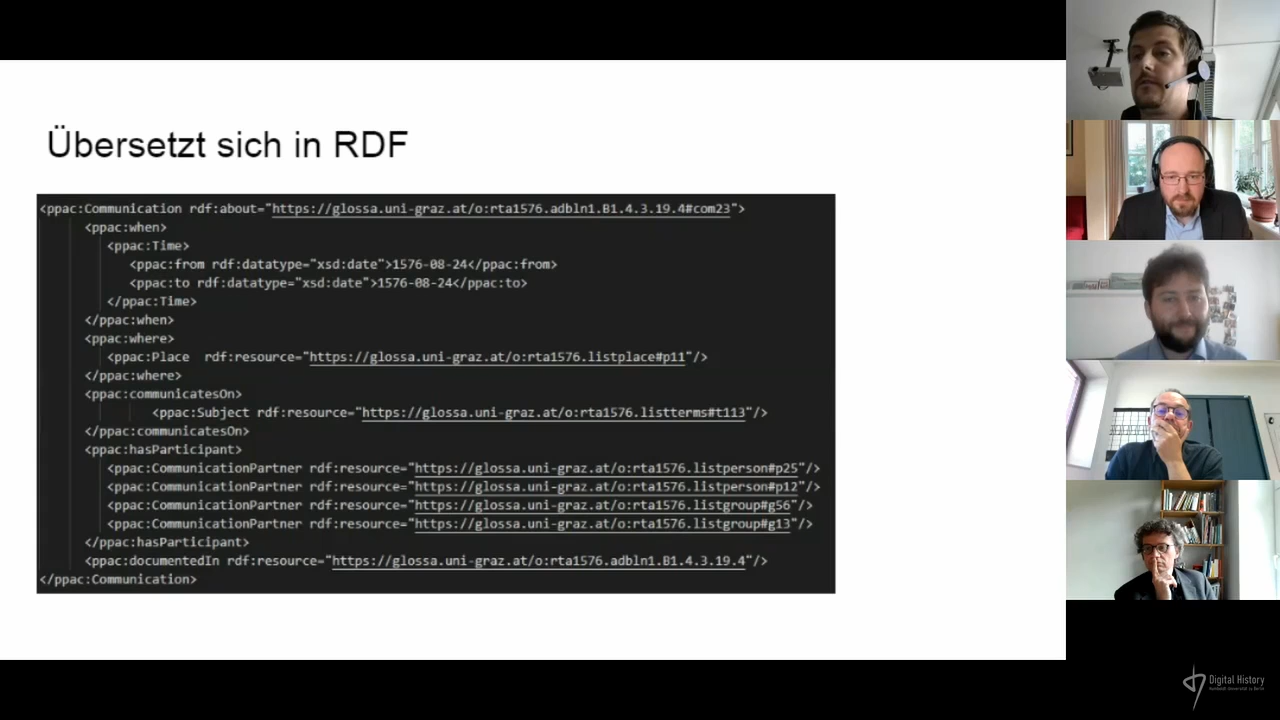 Übersetzt sich in RDF
<ppac:Communication rdf:about="https://glossa.uni-graz.at/o:rta1576.adbln1.B1.4.3.19.4#com23">
<ppac:when>
<ppac:Time>
<ppac:from rdf:datatype="xsd:date">1576-08-24</ppac:from>
<ppac:to rdf:datatype="xsd:date">1576-08-24</ppac:to>
</ppac:Time>
</ppac:when>
<ppac:where>
<ppac:Place rdf:resource="https://glossa.uni-graz.at/o:rta1576.listplace#p11"/>
</ppac:where>
<ppac:communicatesOn>
<ppac:Subject rdf:resource="https://glossa.uni-graz.at/o:rta1576.listterms#t113"/>
</ppac:communicatesOn>
<ppac:hasParticipant>
<ppac:CommunicationPartner rdf:resource="https://glossa.uni-graz.at/o:rta1576.listperson#p25"/>
<ppac:CommunicationPartner rdf:resource="https://glossa.uni-graz.at/o:rta1576.listperson#p12"/>
<ppac:CommunicationPartner rdf:resource="https://glossa.uni-graz.at/o:rta1576.listgroup#g56"/>
<ppac:CommunicationPartner rdf:resource="https://glossa.uni-graz.at/o:rta1576.listgroup#g13"/>
</ppac:hasParticipant>
<ppac:documentedIn rdf:resource="https://glossa.uni-graz.at/o:rta1576.adbln1.B1.4.3.19.4"/>
</ppac:Communication>
Digital History
Humboldt-Universität zu Berlin